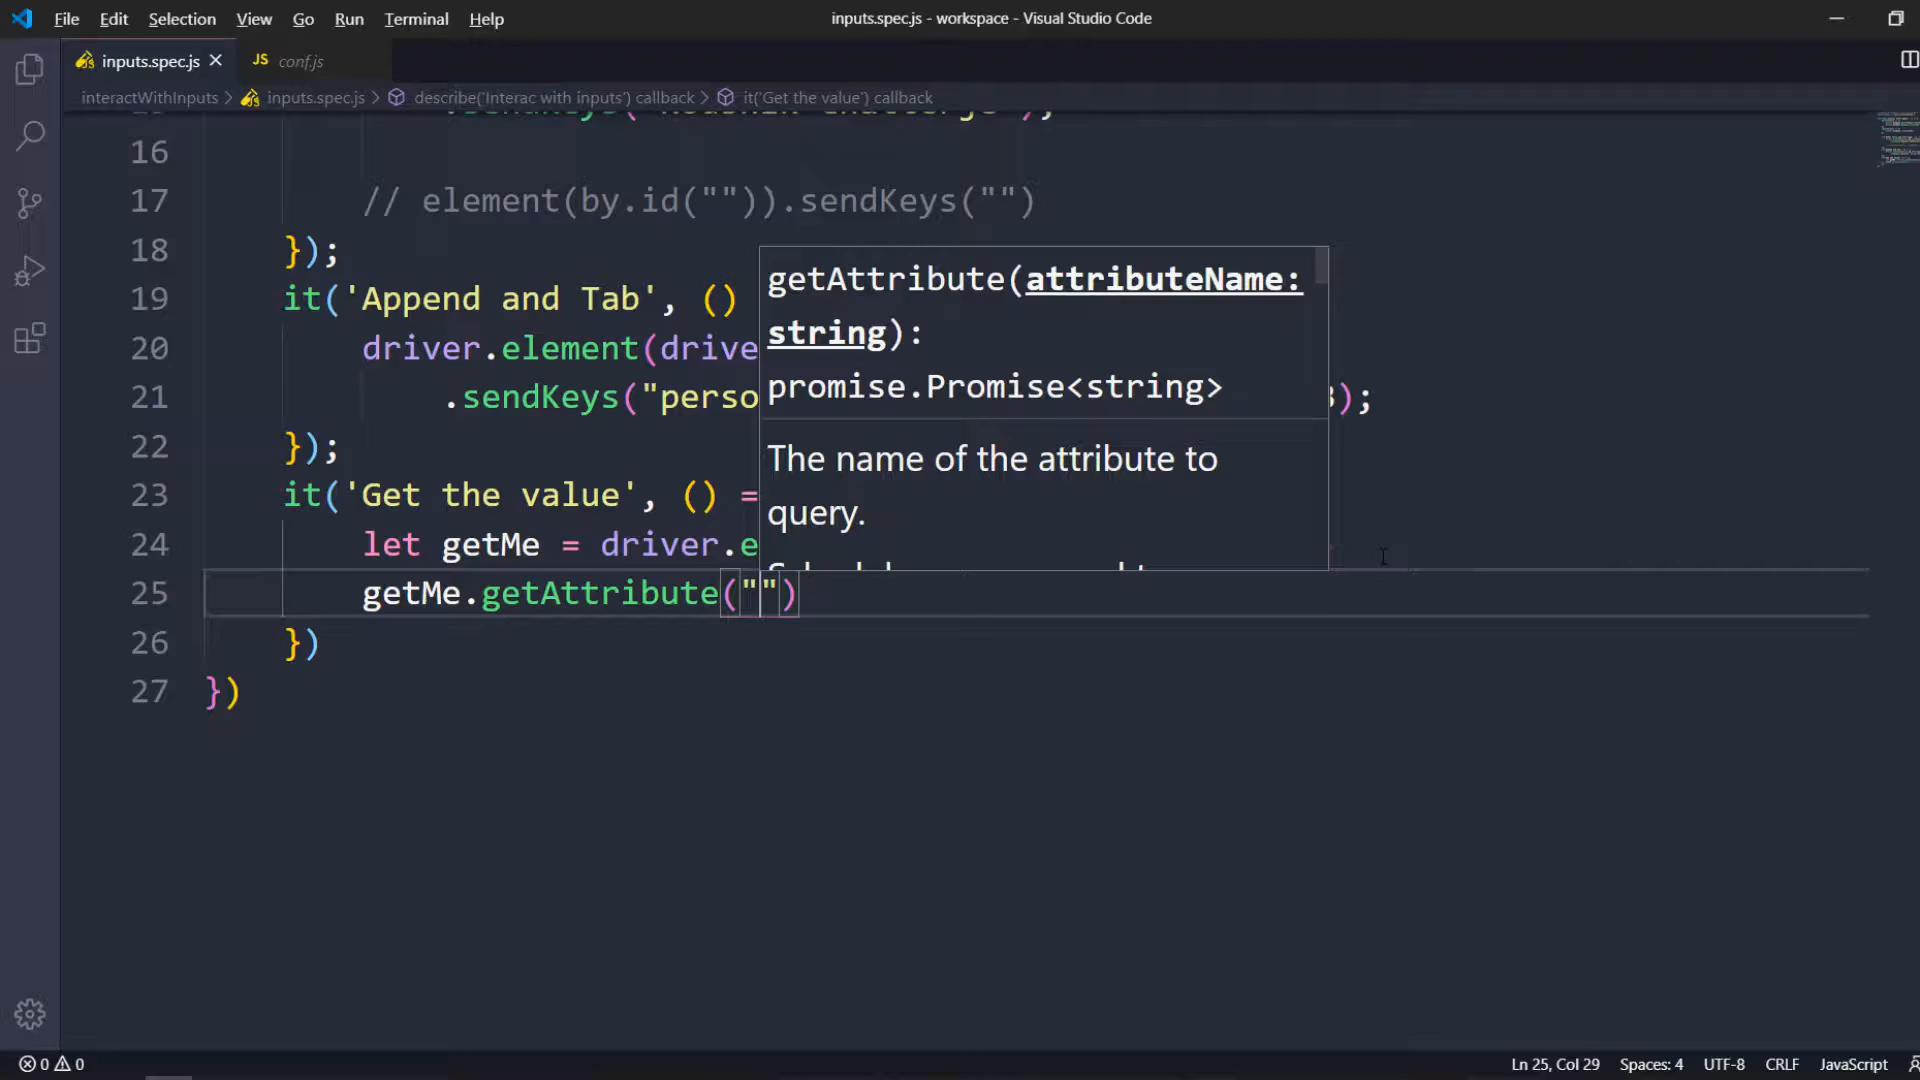 File Edit Selection View Go Run Terminal Help inputs.spec.js - workspace - Visual Studio Code
inputs.spec.js JS conf.js
interactWithInputs > inputs.spec.js > describe('Interac with inputs') callback > it('Get the value') callback
16
17 // element(by.id("")).sendKeys("")
18 });
19 it('Append and Tab', ()
20 driver.element(drive
21 .sendKeys("perso );
22 });
23 it('Get the value', () =
24 let getMe = driver.e
25 getMe.getAttribute("")
26 })
27 })
getAttribute(attributeName:
string):
promise.Promise<string>
The name of the attribute to
query.
0 0 Ln 25, Col 29 Spaces: 4 UTF-8 CRLF JavaScript